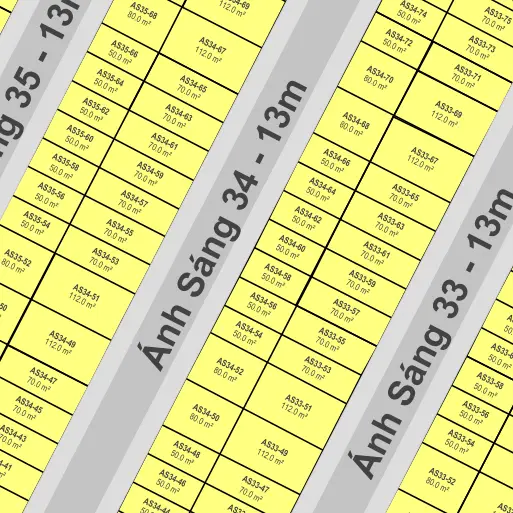 AS35-68
80.0 m²
AS35-66
50.0 m²
AS35-64
50.0 m²
AS35-62
50.0 m²
AS35-60
50.0 m²
AS35-58
50.0 m²
AS35-56
50.0 m²
AS35-54
50.0 m²
AS35-52
80.0 m²
112.0 m²
AS34-67
112.0 m²
AS34-65
70.0 m²
AS34-63
70.0 m²
AS34-61
70.0 m²
AS34-59
70.0 m²
AS34-57
70.0 m²
AS34-55
70.0 m²
AS34-53
70.0 m²
AS34-51
112.0 m²
AS34-49
112.0 m²
AS34-47
70.0 m²
AS34-45
70.0 m²
AS34-43
70.0 m²
Ánh Sáng 34 - 13m
AS34-74
50.0 m²
AS34-72
50.0 m²
AS34-70
80.0 m²
AS34-68
80.0 m²
AS34-66
50.0 m²
AS34-64
50.0 m²
AS34-62
50.0 m²
AS34-60
50.0 m²
AS34-58
50.0 m²
AS34-56
50.0 m²
AS34-54
50.0 m²
AS34-52
80.0 m²
AS34-50
80.0 m²
AS34-48
50.0 m²
AS34-46
50.0 m²
AS34-44
AS33-75
70.0 m²
AS33-73
70.0 m²
AS33-71
70.0 m²
AS33-69
112.0 m²
AS33-67
112.0 m²
AS33-65
70.0 m²
AS33-63
70.0 m²
AS33-61
70.0 m²
AS33-59
70.0 m²
AS33-57
70.0 m²
AS33-55
70.0 m²
AS33-53
70.0 m²
AS33-51
112.0 m²
AS33-49
112.0 m²
AS33-47
70.0 m²
Ánh Sáng 33 - 13m
AS33-58
50.0 m²
AS33-56
50.0 m²
AS33-54
50.0 m²
AS33-52
80.0 m²